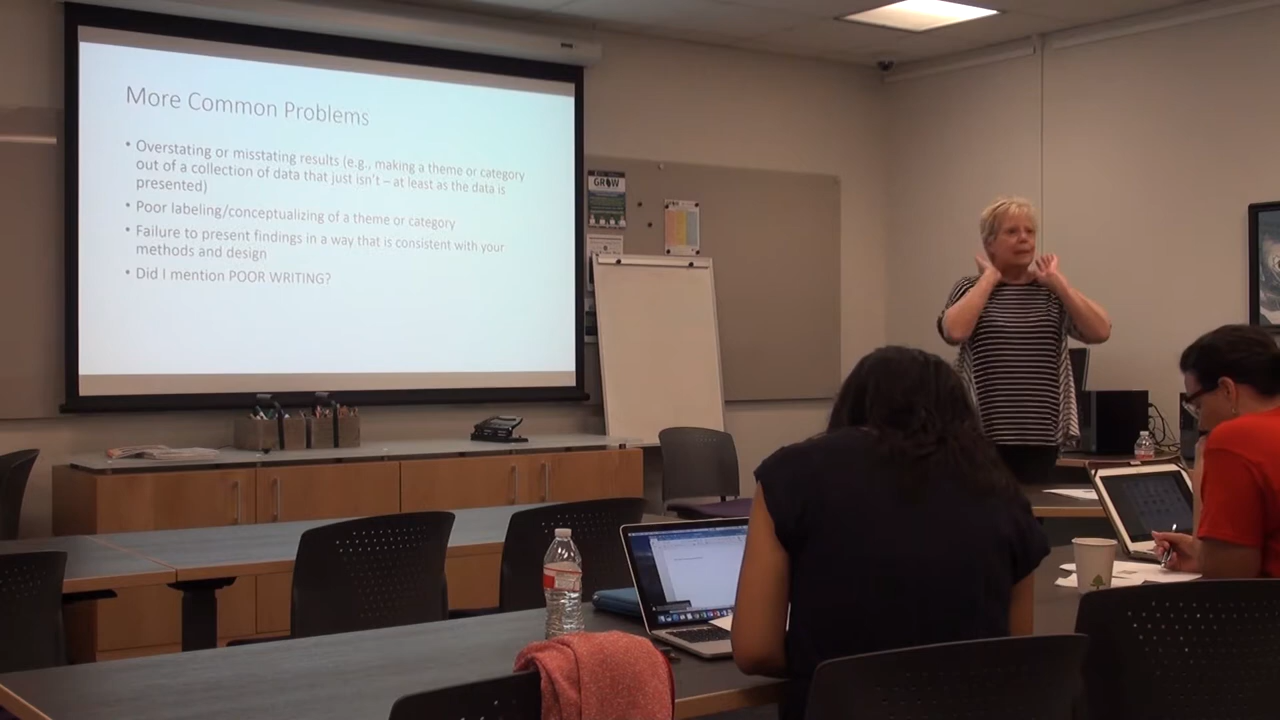 More Common Problems
• Overstating or misstating results (e.g., making a theme or category
out of a collection of data that just isn't – at least as the data is
presented)
• Poor labeling/conceptualizing of a theme or category
• Failure to present findings in a way that is consistent with your
methods and design
• Did I mention POOR WRITING?
GROW